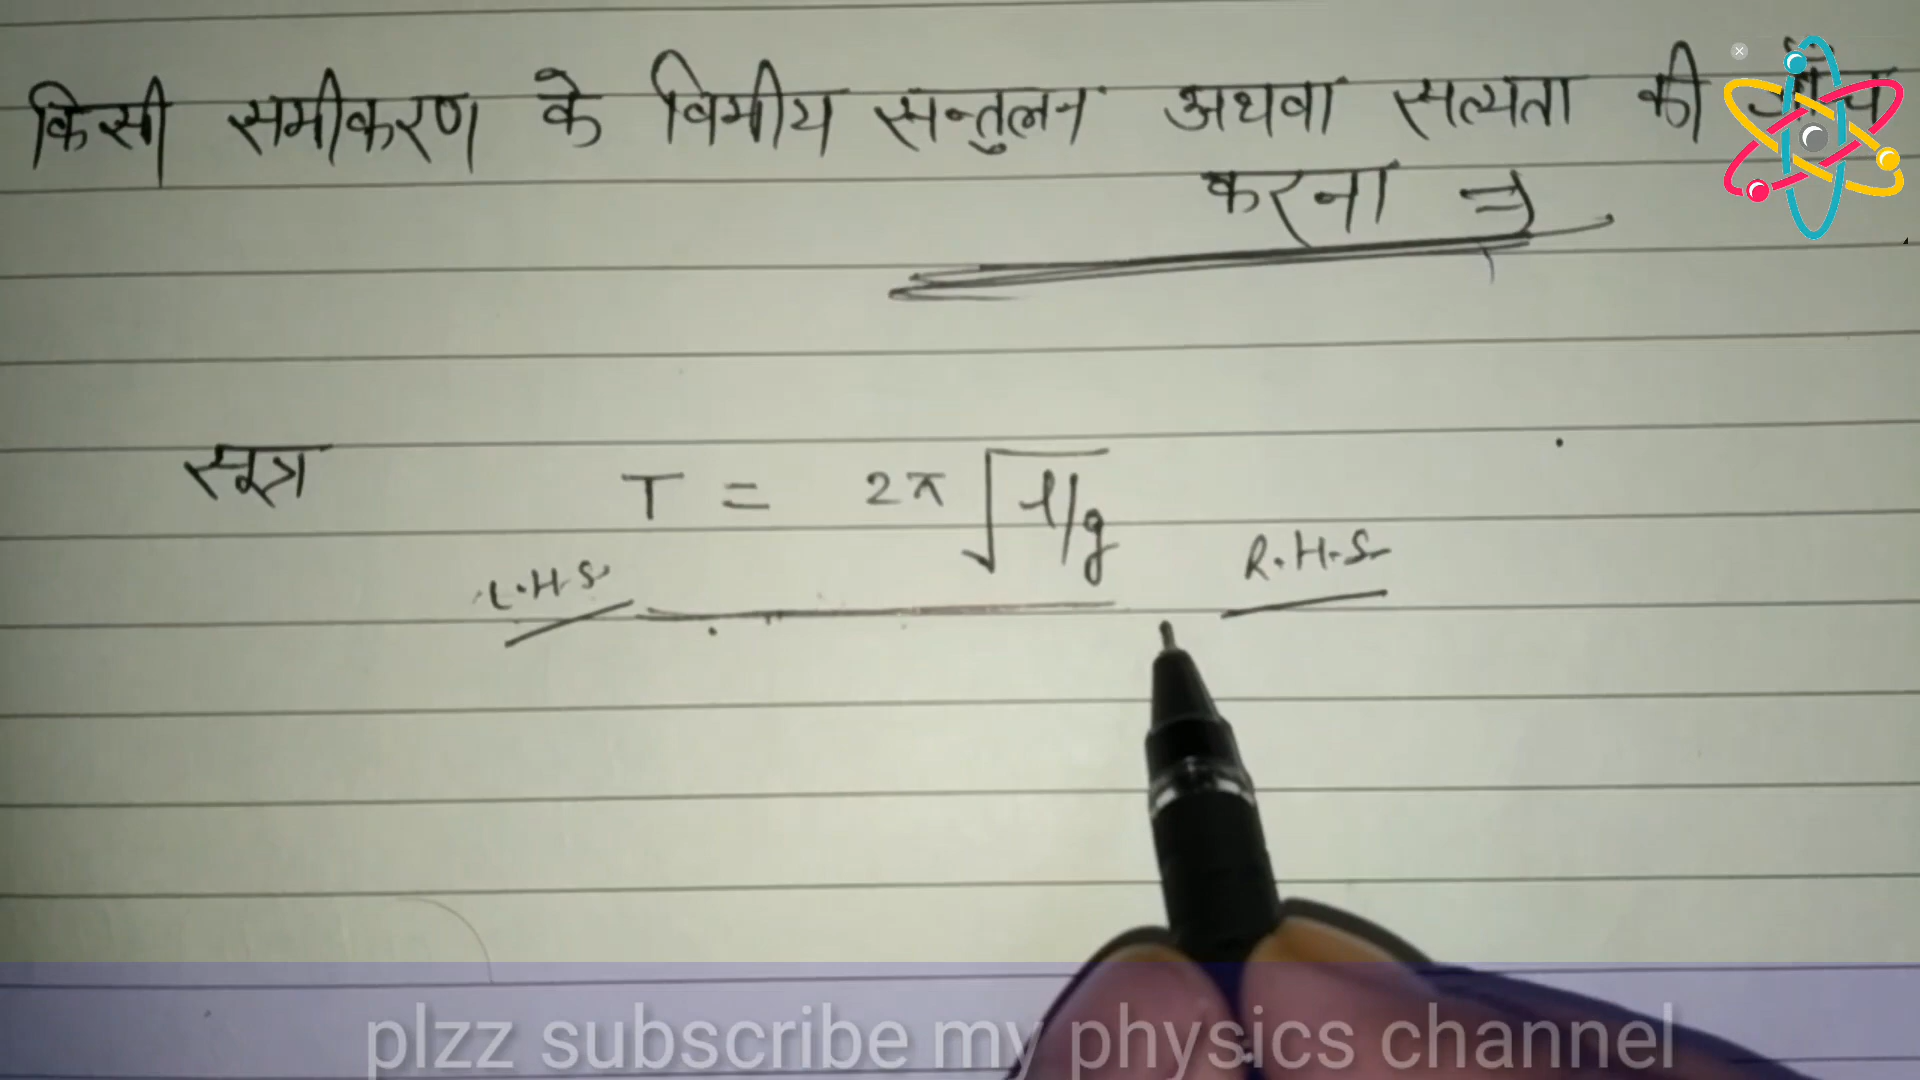 किसी समीकरण के विमीय सन्तुलन अथवा सत्यता की जाँच
करना ⇒
सूत्र T = 2π √l/g
L.H.S. R.H.S.
plzz subscribe my physics channel